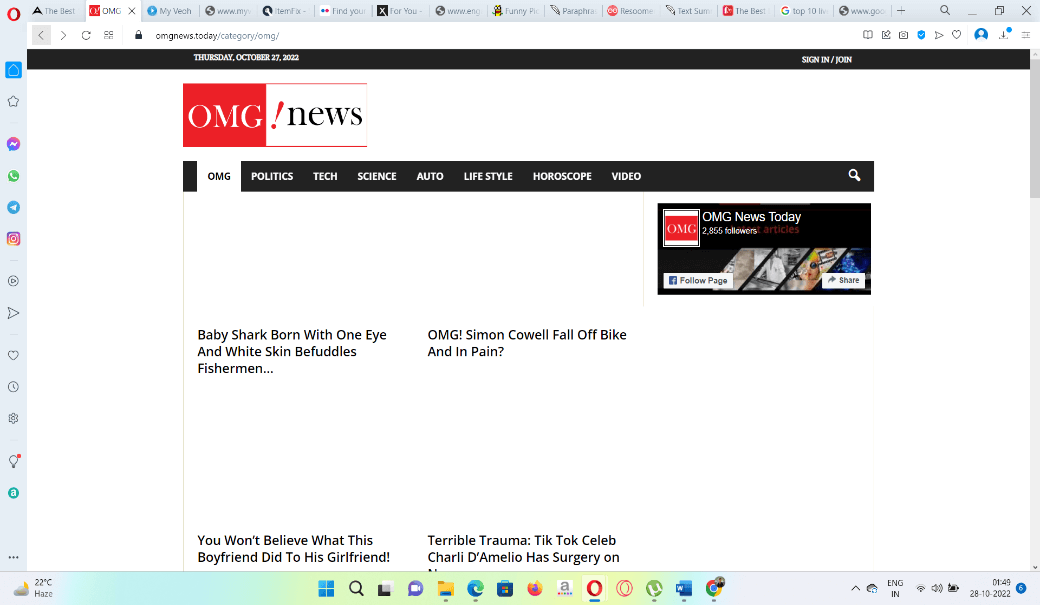 The Best
OMG
My Veoh
www.my
ItemFix -
Find your
For You -
www.eng
Funny Pi
Paraphra
Resoome
Text Sum
The Best
top 10 li
www.goo
omgnews.today/category/omg/
THURSDAY, OCTOBER 27, 2022
SIGN IN / JOIN
OMG!news
OMG POLITICS TECH SCIENCE AUTO LIFE STYLE HOROSCOPE VIDEO
OMG
OMG News Today
2,855 followers
articles
Follow Page
Share
Baby Shark Born With One Eye
And White Skin Befuddles
Fishermen...
OMG! Simon Cowell Fall Off Bike
And In Pain?
You Won't Believe What This
Boyfriend Did To His Girlfriend!
Terrible Trauma: Tik Tok Celeb
Charli D'Amelio Has Surgery on
22°C
Haze
ENG
IN
01:49
28-10-2022
6